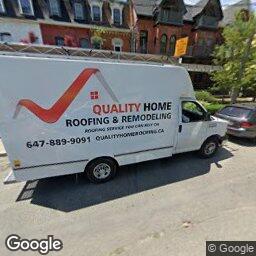 QUALITY HOME
ROOFING & REMODELING
ROOFING SERVICE YOU CAN RELY ON
647-889-9091 QUALITYHOMEROOFING.CA
Google
Google